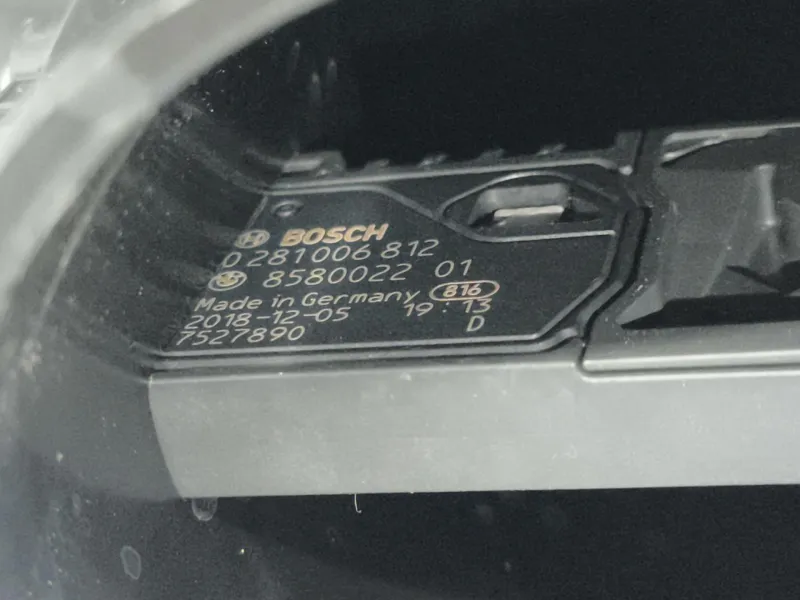 BOSCH
0 281 006 812
8580022 01
Made in Germany 816
2018-12-05 19:13
7527890 D